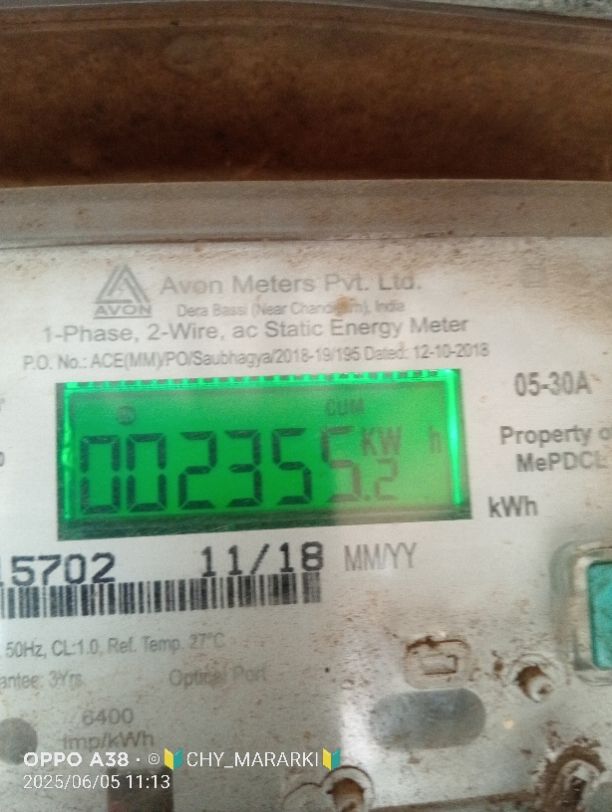 AVON
Avon Meters Pvt. Ltd.
Dera Bassi (Near Chandigarh), India
1-Phase, 2-Wire, ac Static Energy Meter
P.O. No.: ACE(MM)/PO/Saubhagya/2018-19/195 Dated: 12-10-2018
05-30A
CUM
002355.2 KW h
Property of
MePDCL
kWh
15702 11/18 MM/YY
50Hz, CL:1.0, Ref. Temp. 27°C
antee: 3Yrs Optical Port
6400
imp/kWh
OPPO A38 · ©🔰CHY_MARARKI🔰
2025/06/05 11:13